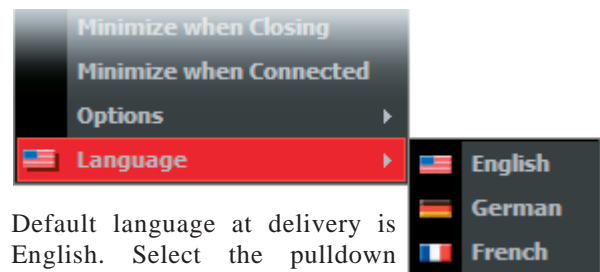 Minimize when Closing
Minimize when Connected
Options
Language
English
German
French
Default language at delivery is
English. Select the pulldown